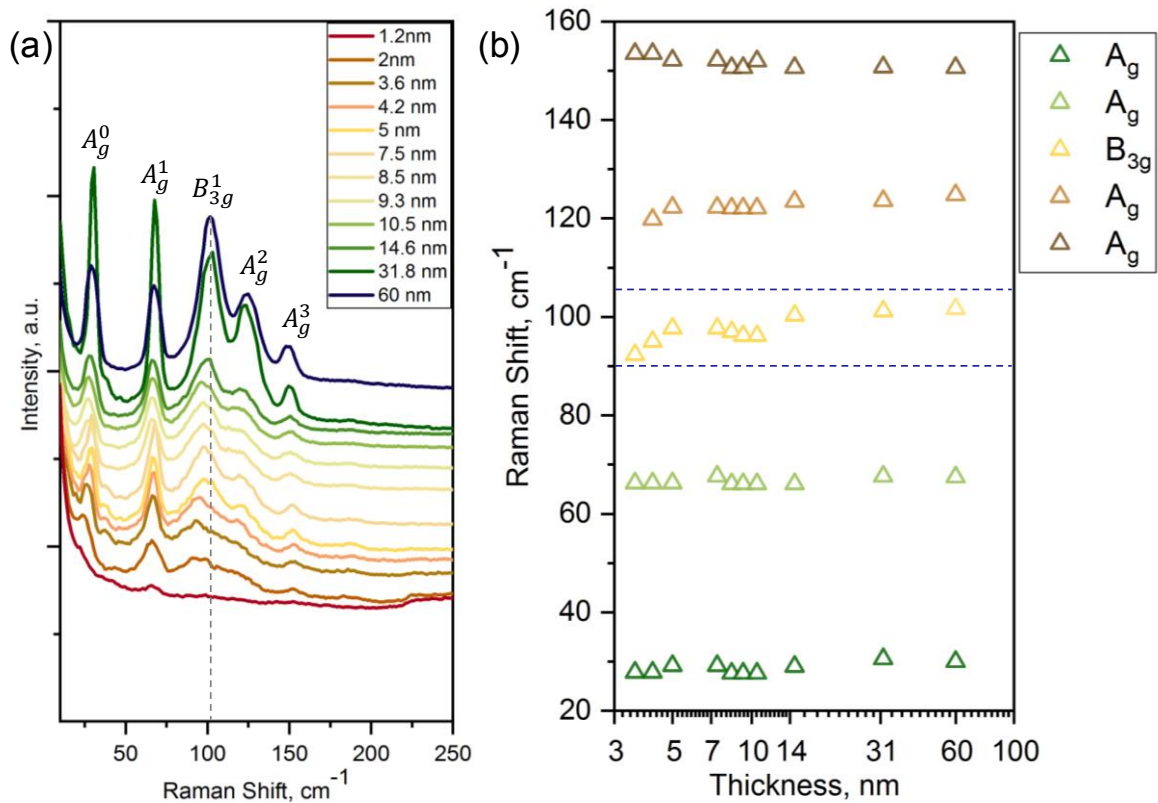 (a)
1.2nm
2nm
3.6 nm
4.2 nm
5 nm
7.5 nm
8.5 nm
9.3 nm
10.5 nm
14.6 nm
31.8 nm
60 nm
A_g^0
A_g^1
B_{3g}^1
A_g^2
A_g^3
Intensity, a.u.
50 100 150 200 250
Raman Shift, cm^{-1}
(b)
160
140
120
100
80
60
40
20
Raman Shift, cm^{-1}
3 5 7 10 14 31 60 100
Thickness, nm
A_g
A_g
B_{3g}
A_g
A_g